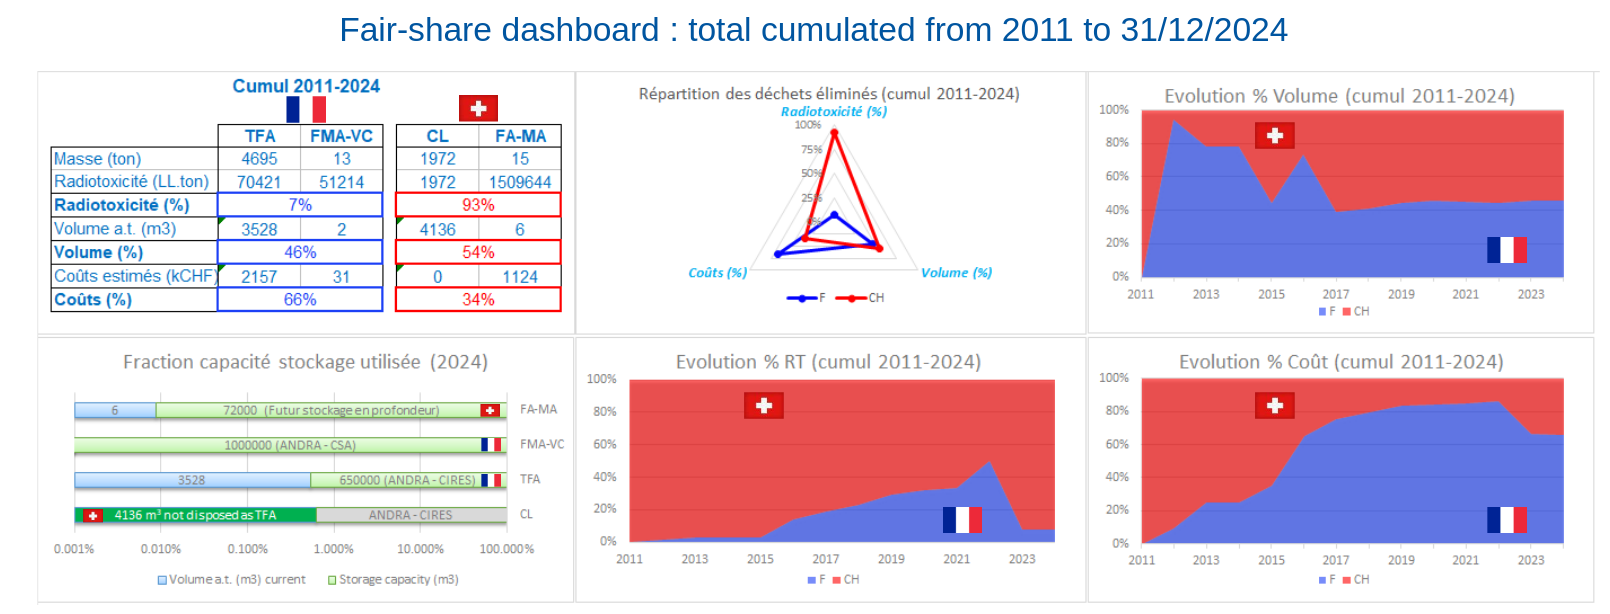 Fair-share dashboard : total cumulated from 2011 to 31/12/2024
Cumul 2011-2024
TFA FMA-VC CL FA-MA
Masse (ton) 4695 13 1972 15
Radiotoxicité (LL.ton) 70421 51214 1972 1509644
Radiotoxicité (%) 7% 93%
Volume a.t. (m3) 3528 2 4136 6
Volume (%) 46% 54%
Coûts estimés (kCHF) 2157 31 0 1124
Coûts (%) 66% 34%
Répartition des déchets éliminés (cumul 2011-2024)
Radiotoxicité (%)
100%
75%
50%
25%
0%
Coûts (%) Volume (%)
F CH
Evolution % Volume (cumul 2011-2024)
100%
80%
60%
40%
20%
0%
2011 2013 2015 2017 2019 2021 2023
F CH
Fraction capacité stockage utilisée (2024)
6 72000 (Futur stockage en profondeur) FA-MA
1000000 (ANDRA - CSA) FMA-VC
3528 650000 (ANDRA - CIRES) TFA
4136 m³ not disposed as TFA ANDRA - CIRES CL
0.001% 0.010% 0.100% 1.000% 10.000% 100.000%
Volume a.t. (m3) current Storage capacity (m3)
Evolution % RT (cumul 2011-2024)
100%
80%
60%
40%
20%
0%
2011 2013 2015 2017 2019 2021 2023
F CH
Evolution % Coût (cumul 2011-2024)
100%
80%
60%
40%
20%
0%
2011 2013 2015 2017 2019 2021 2023
F CH